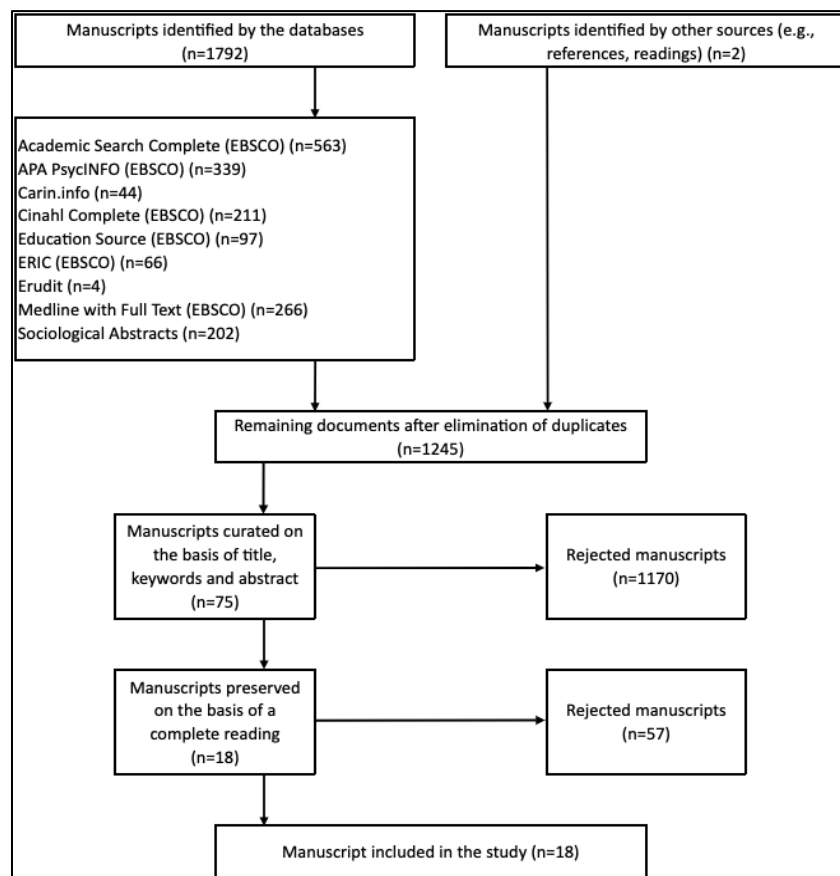 Manuscripts identified by the databases
(n=1792)
Manuscripts identified by other sources (e.g.,
references, readings) (n=2)
Academic Search Complete (EBSCO) (n=563)
APA PsycINFO (EBSCO) (n=339)
Carin.info (n=44)
Cinahl Complete (EBSCO) (n=211)
Education Source (EBSCO) (n=97)
ERIC (EBSCO) (n=66)
Erudit (n=4)
Medline with Full Text (EBSCO) (n=266)
Sociological Abstracts (n=202)
Remaining documents after elimination of duplicates
(n=1245)
Manuscripts curated on
the basis of title,
keywords and abstract
(n=75)
Rejected manuscripts
(n=1170)
Manuscripts preserved
on the basis of a
complete reading
(n=18)
Rejected manuscripts
(n=57)
Manuscript included in the study (n=18)